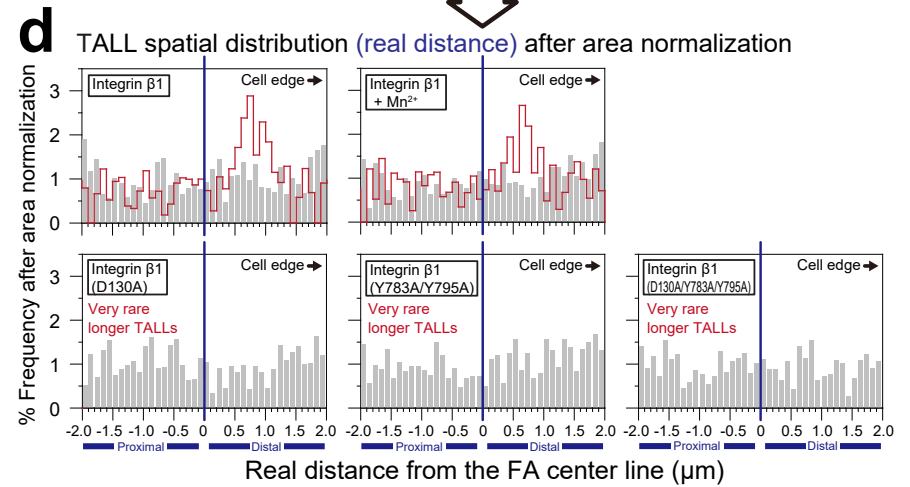 d
TALL spatial distribution (real distance) after area normalization
% Frequency after area normalization
Integrin β1
Cell edge →
3
2
1
0
Integrin β1
+ Mn²⁺
Cell edge →
Integrin β1
(D130A)
Cell edge →
Very rare
longer TALLs
3
2
1
0
-2.0 -1.5 -1.0 -0.5 0 0.5 1.0 1.5 2.0
Proximal Distal
Integrin β1
(Y783A/Y795A)
Cell edge →
Very rare
longer TALLs
-2.0 -1.5 -1.0 -0.5 0 0.5 1.0 1.5 2.0
Proximal Distal
Integrin β1
(D130A/Y783A/Y795A)
Cell edge →
Very rare
longer TALLs
-2.0 -1.5 -1.0 -0.5 0 0.5 1.0 1.5 2.0
Proximal Distal
Real distance from the FA center line (μm)